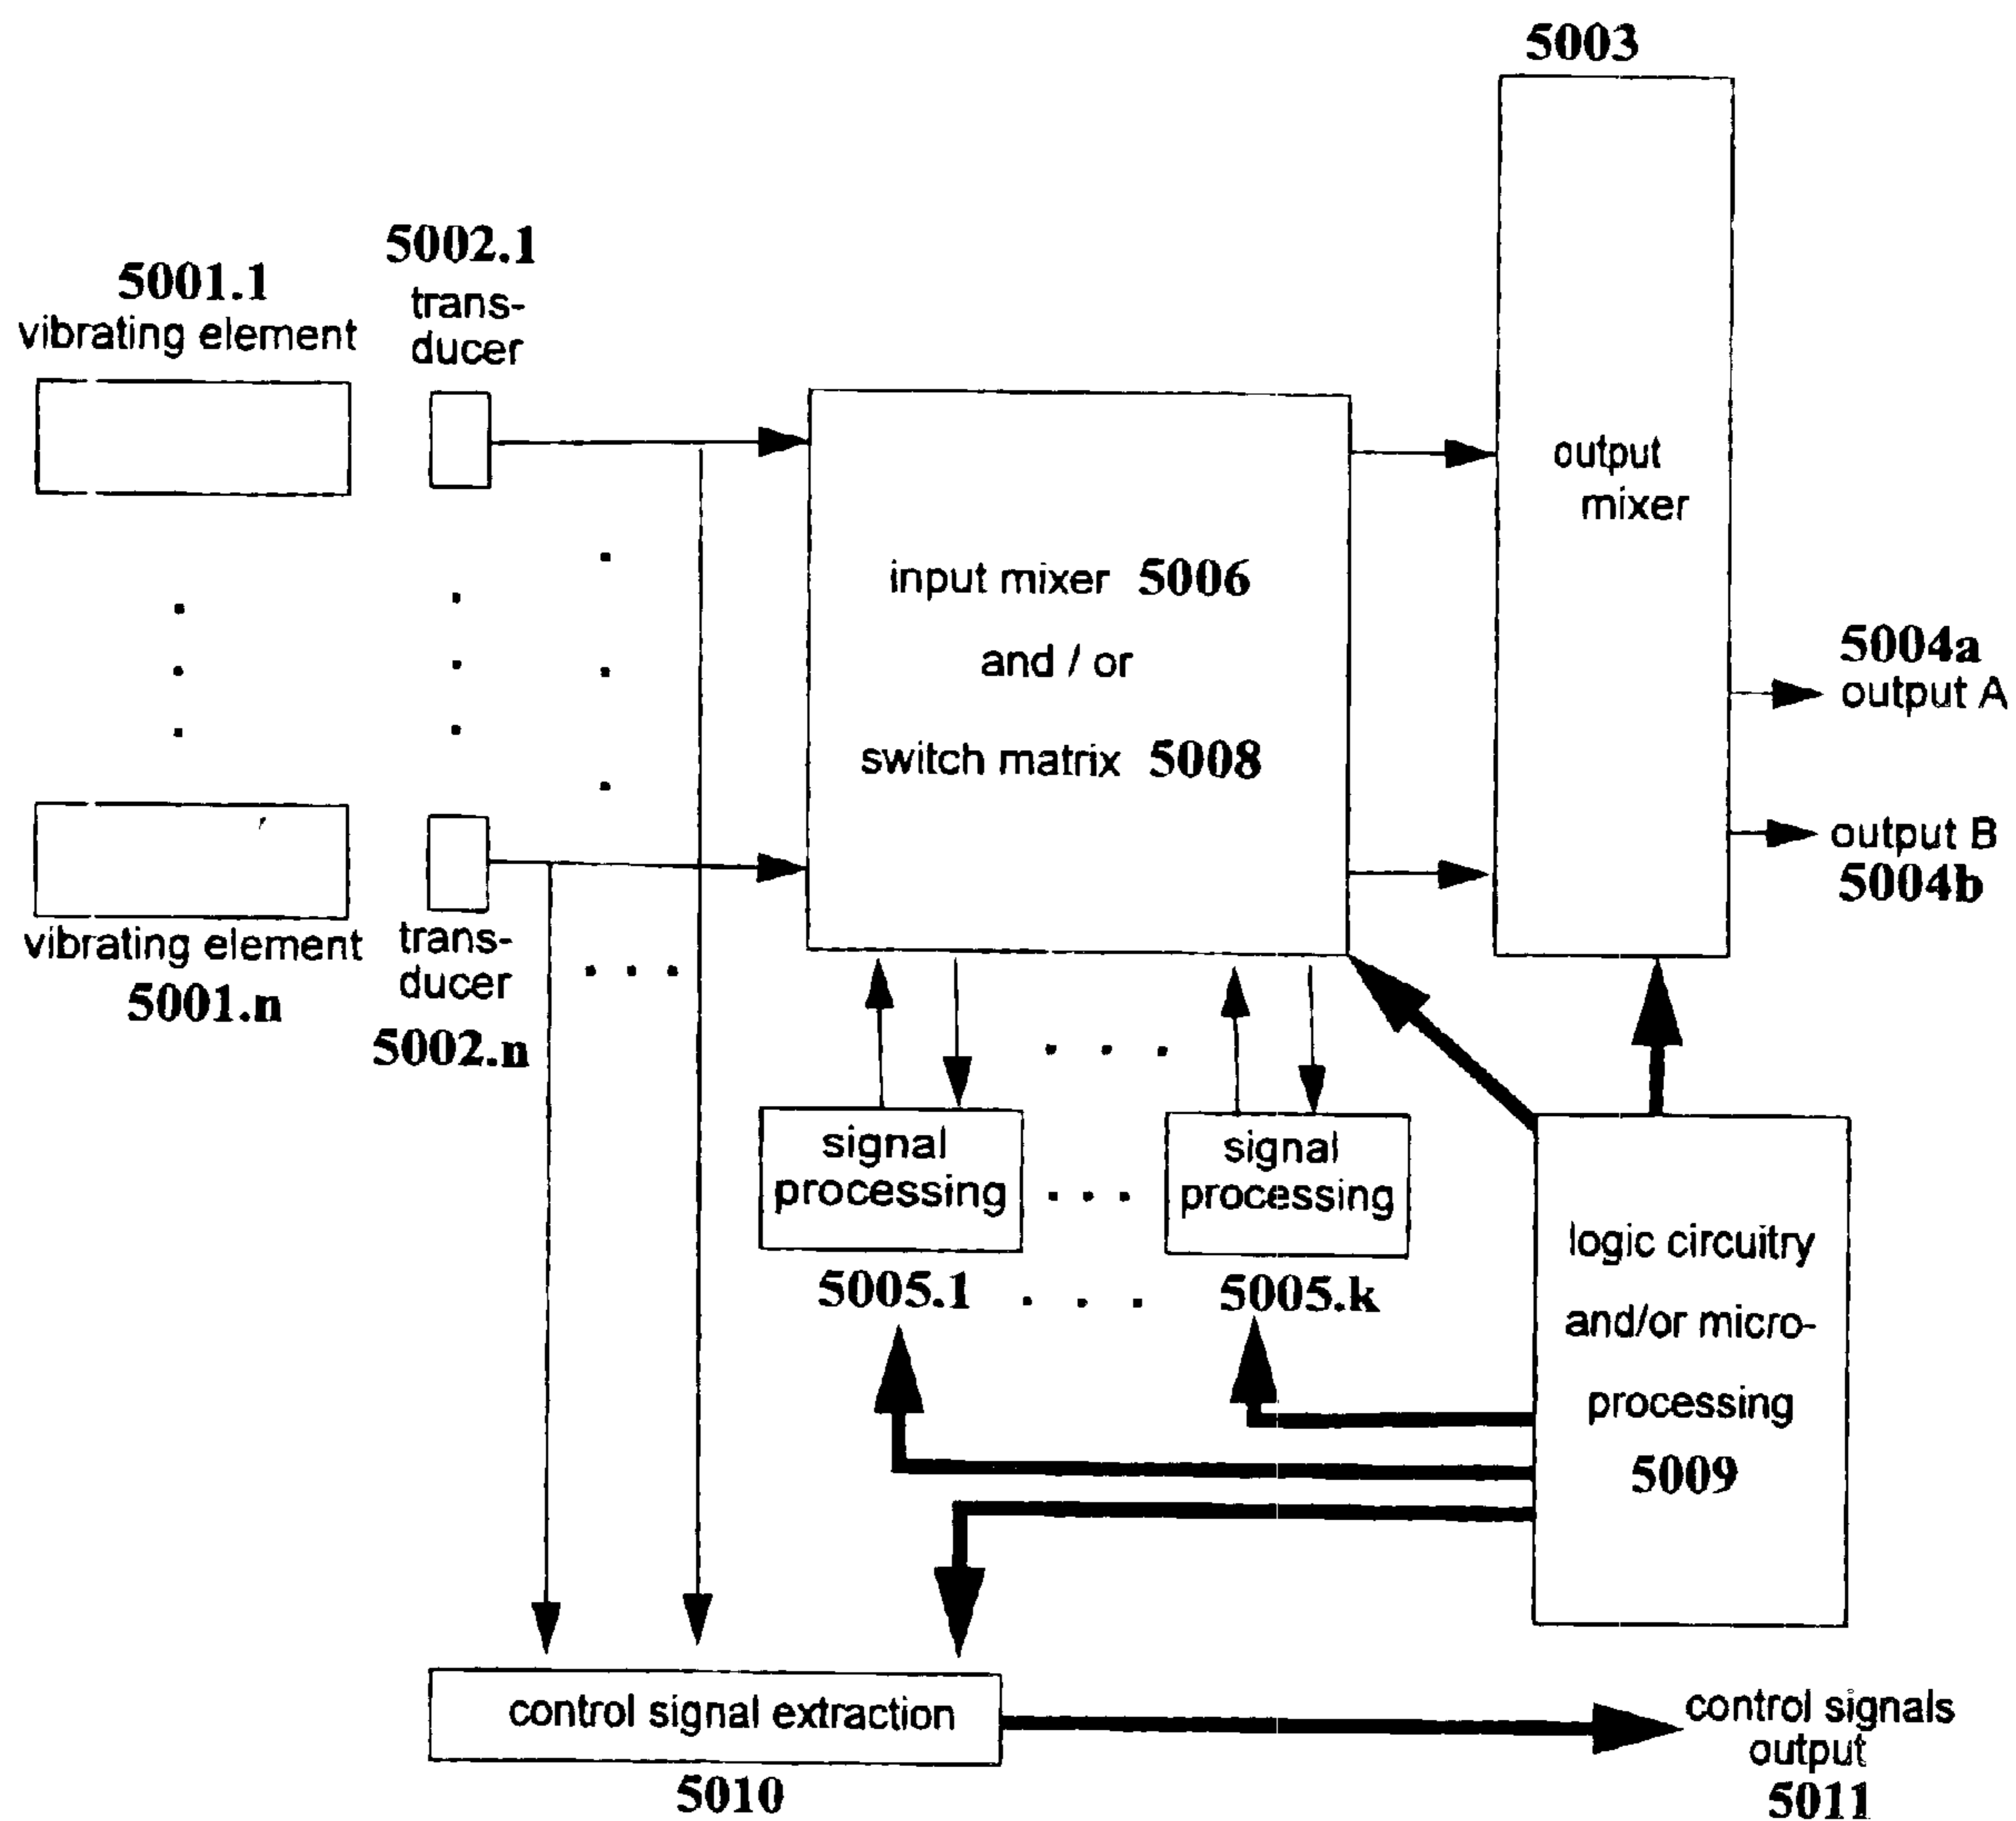 5003
5002.1
trans-
ducer
5001.1
vibrating element
output
mixer
input mixer 5006
and / or
switch matrix 5008
5004a
output A
output B
5004b
vibrating element
5001.n
trans-
ducer
5002.n
signal
processing
5005.1
signal
processing
5005.k
logic circuitry
and/or micro-
processing
5009
control signal extraction
5010
control signals
output
5011